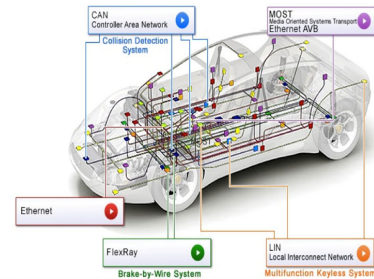 CAN
Controller Area Network
Collision Detection
System
MOST
Media Oriented Systems Transport
Ethernet AVB
Ethernet
FlexRay
Brake-by-Wire System
LIN
Local Interconnect Network
Multifunction Keyless System